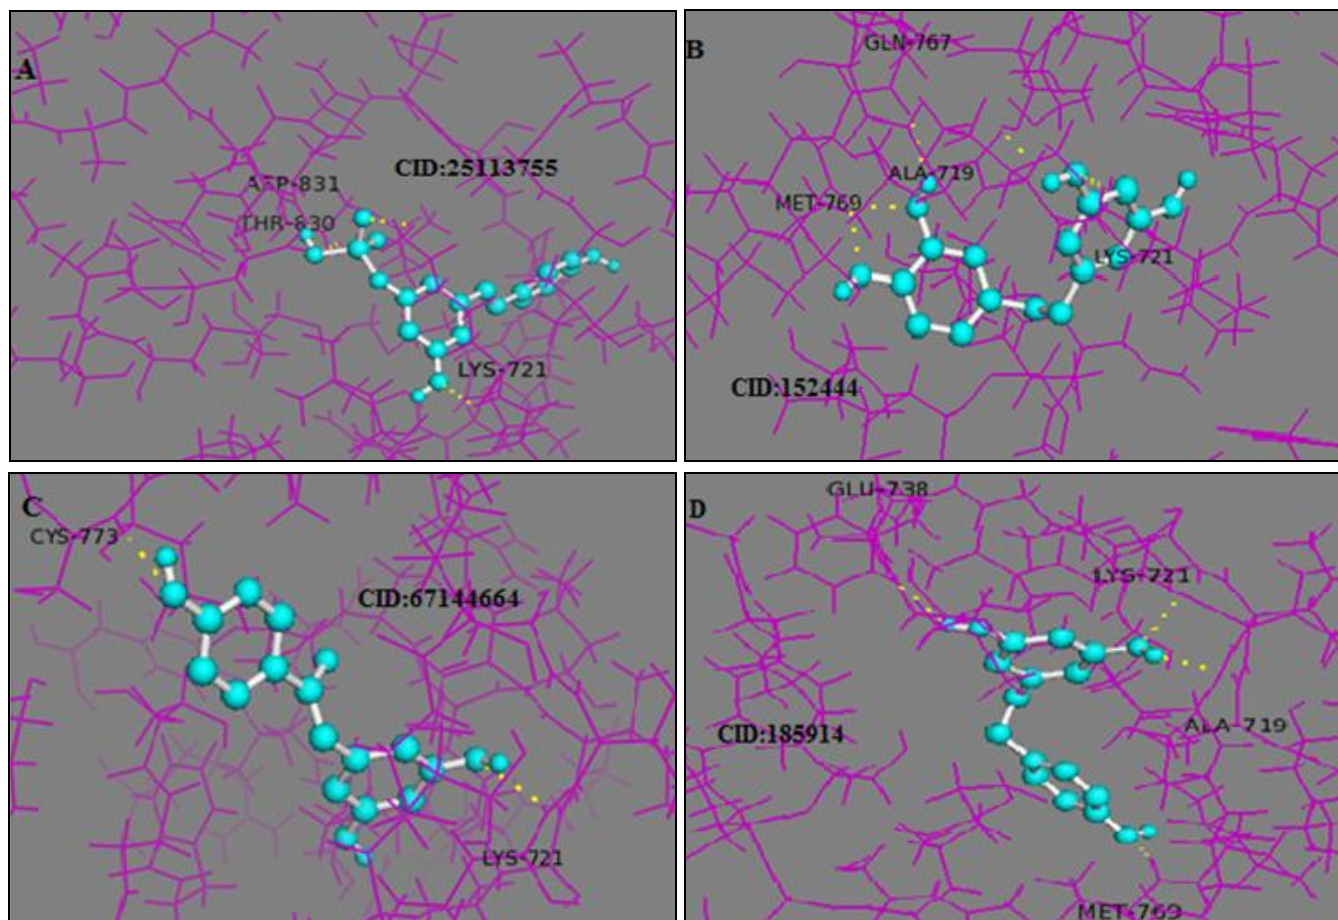 A
CID:25113755
ASP-831
THR-830
LYS-721
B
GLN-767
ALA-719
MET-769
LYS-721
CID:152444
C
CYS-773
CID:67144664
LYS-721
D
GLU-738
LYS-721
CID:185914
ALA-719
MET-769